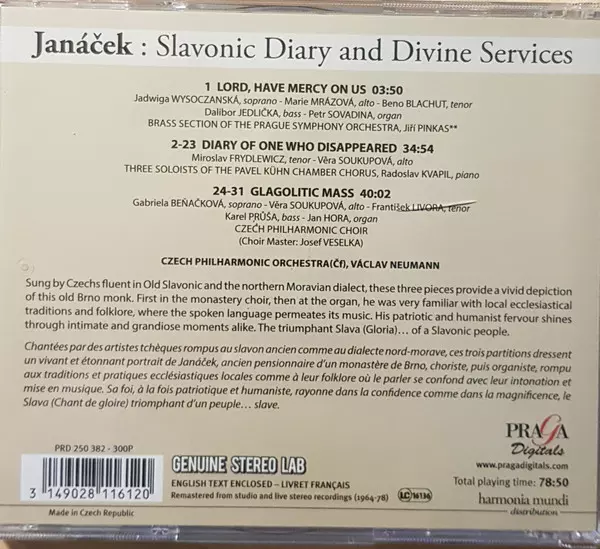 Janáček : Slavonic Diary and Divine Services
1 LORD, HAVE MERCY ON US 03:50
Jadwiga WYSOCZANSKÁ, soprano - Marie MRÁZOVÁ, alto - Beno BLACHUT, tenor
Dalibor JEDLIČKA, bass - Petr SOVADINA, organ
BRASS SECTION OF THE PRAGUE SYMPHONY ORCHESTRA, Jiří PINKAS**
2-23 DIARY OF ONE WHO DISAPPEARED 34:54
Miroslav FRYDLEWICZ, tenor - Věra SOUKUPOVÁ, alto
THREE SOLOISTS OF THE PAVEL KÜHN CHAMBER CHORUS, Radoslav KVAPIL, piano
24-31 GLAGOLITIC MASS 40:02
Gabriela BEŇAČKOVÁ, soprano - Věra SOUKUPOVÁ, alto - František LIVORA, tenor
Karel PRŮŠA, bass - Jan HORA, organ
CZECH PHILHARMONIC CHOIR
(Choir Master: Josef VESELKA)
CZECH PHILHARMONIC ORCHESTRA(Čf), VÁCLAV NEUMANN
Sung by Czechs fluent in Old Slavonic and the northern Moravian dialect, these three pieces provide a vivid depiction
of this old Brno monk. First in the monastery choir, then at the organ, he was very familiar with local ecclesiastical
traditions and folklore, where the spoken language permeates its music. His patriotic and humanist fervour shines
through intimate and grandiose moments alike. The triumphant Slava (Gloria)... of a Slavonic people.
Chantées par des artistes tchèques rompus au slavon ancien comme au dialecte nord-morave, ces trois partitions dressent
un vivant et étonnant portrait de Janáček, ancien pensionnaire d'un monastère de Brno, choriste, puis organiste, rompu
aux traditions et pratiques ecclésiastiques locales comme à leur folklore où le parler se confond avec leur intonation et
mise en musique. Sa foi, à la fois patriotique et humaniste, rayonne dans la confidence comme dans la magnificence, le
Slava (Chant de gloire) triomphant d'un peuple... slave.
PRD 250 382 - 300P
3 149028 116120
Made in Czech Republic
GENUINE STEREO LAB
ENGLISH TEXT ENCLOSED – LIVRET FRANÇAIS
Remastered from studio and live stereo recordings (1964-78)
LC 16136
PRAGA
Digitals
www.pragadigitals.com
Total playing time: 78:50
harmonia mundi
distribution